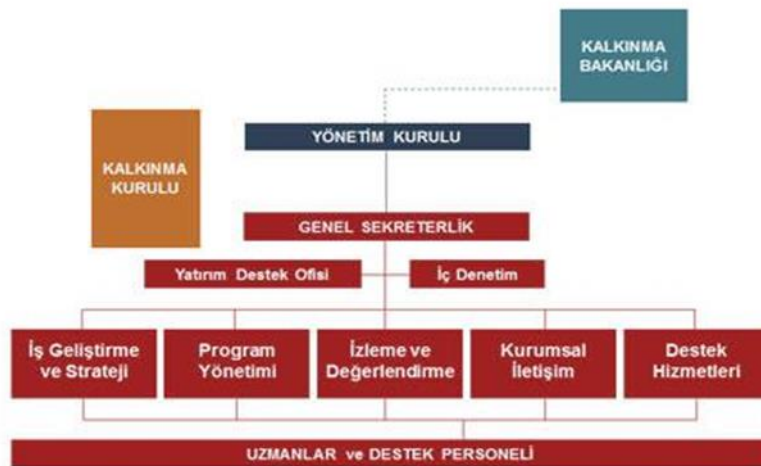 KALKINMA
BAKANLIĞI
YÖNETİM KURULU
KALKINMA
KURULU
GENEL SEKRETERLİK
Yatırım Destek Ofisi
İç Denetim
İş Geliştirme
ve Strateji
Program
Yönetimi
İzleme ve
Değerlendirme
Kurumsal
İletişim
Destek
Hizmetleri
UZMANLAR ve DESTEK PERSONELİ